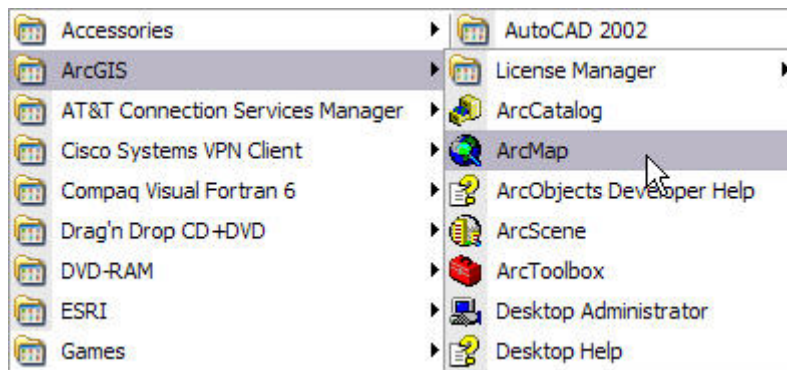 Accessories
ArcGIS
AT&T Connection Services Manager
Cisco Systems VPN Client
Compaq Visual Fortran 6
Drag'n Drop CD+DVD
DVD-RAM
ESRI
Games
AutoCAD 2002
License Manager
ArcCatalog
ArcMap
ArcObjects Developer Help
ArcScene
ArcToolbox
Desktop Administrator
Desktop Help